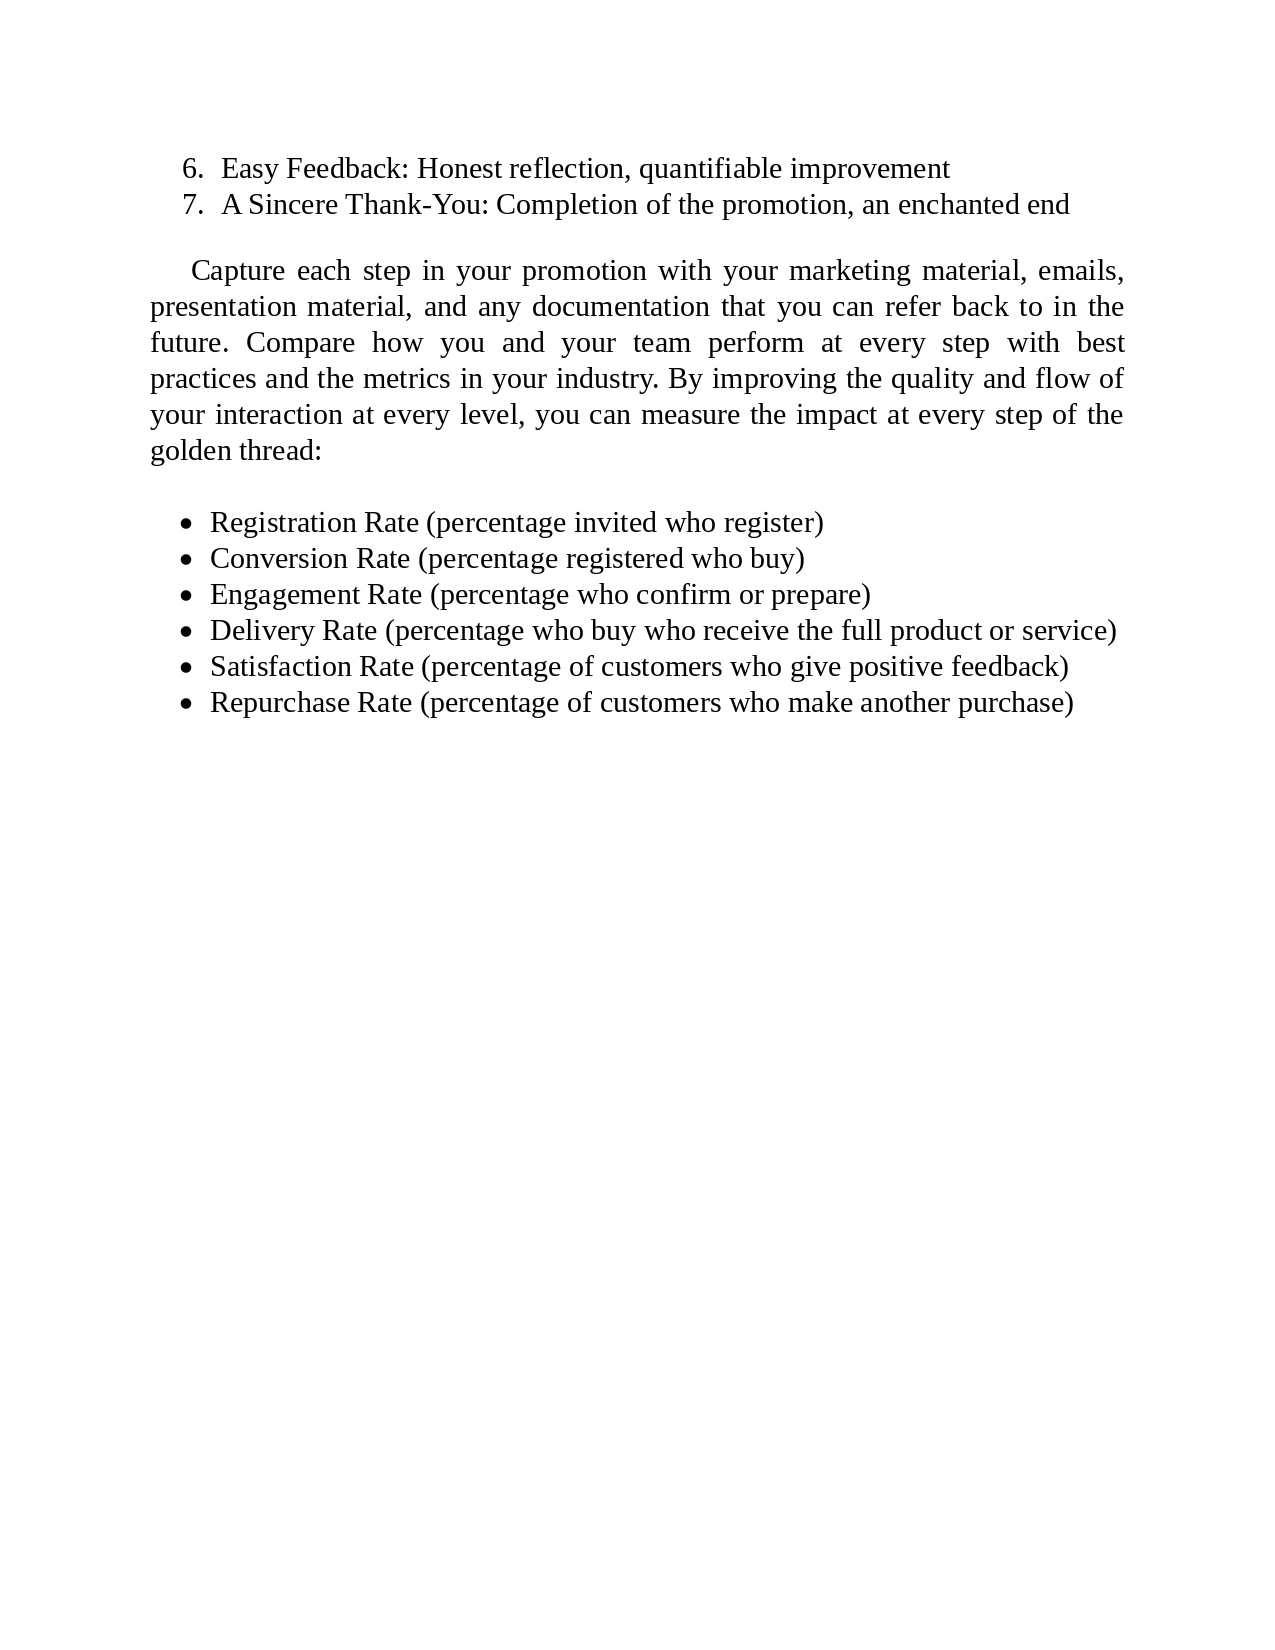 6. Easy Feedback: Honest reflection, quantifiable improvement
7. A Sincere Thank-You: Completion of the promotion, an enchanted end
Capture each step in your promotion with your marketing material, emails,
presentation material, and any documentation that you can refer back to in the
future. Compare how you and your team perform at every step with best
practices and the metrics in your industry. By improving the quality and flow of
your interaction at every level, you can measure the impact at every step of the
golden thread:
• Registration Rate (percentage invited who register)
• Conversion Rate (percentage registered who buy)
• Engagement Rate (percentage who confirm or prepare)
• Delivery Rate (percentage who buy who receive the full product or service)
• Satisfaction Rate (percentage of customers who give positive feedback)
• Repurchase Rate (percentage of customers who make another purchase)